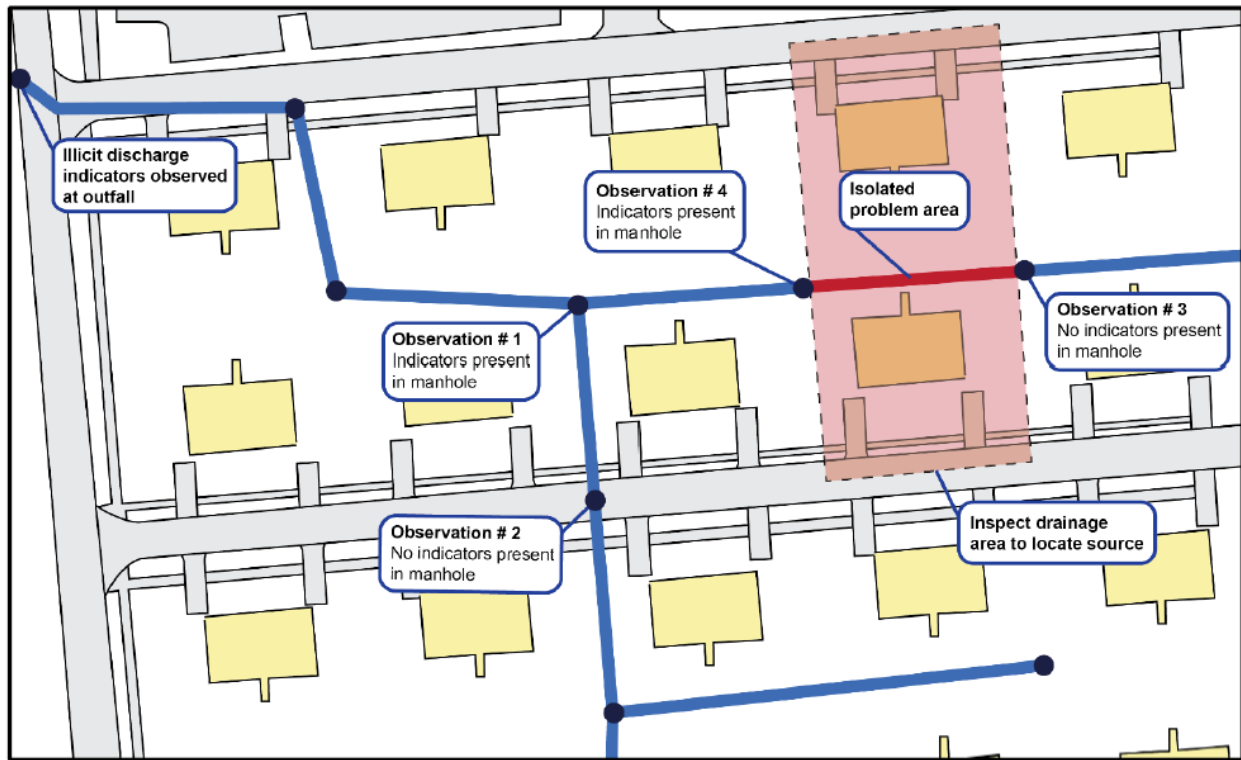 Illicit discharge
indicators observed
at outfall
Observation # 4
Indicators present
in manhole
Isolated
problem area
Observation # 1
Indicators present
in manhole
Observation # 3
No indicators present
in manhole
Observation # 2
No indicators present
in manhole
Inspect drainage
area to locate source